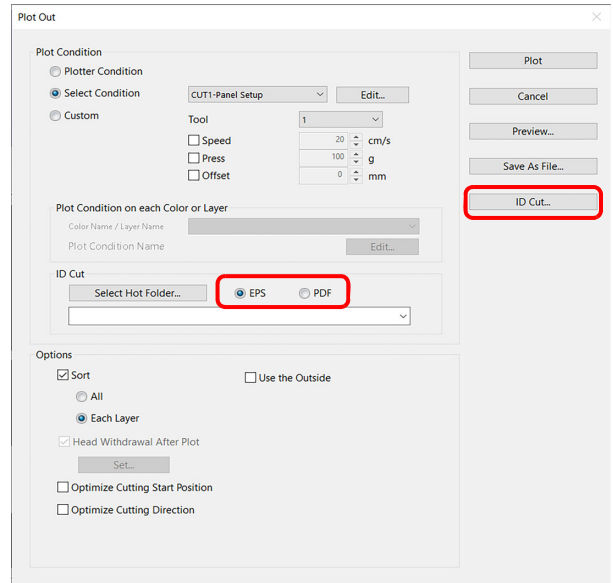 Plot Out
Plot Condition
Plotter Condition
Select Condition
CUT1-Panel Setup
Edit...
Custom
Tool
1
Speed
20
cm/s
Press
100
g
Offset
0
mm
Plot Condition on each Color or Layer
Color Name / Layer Name
Plot Condition Name
Edit...
ID Cut
Select Hot Folder...
EPS
PDF
Options
Sort
Use the Outside
All
Each Layer
Head Withdrawal After Plot
Set...
Optimize Cutting Start Position
Optimize Cutting Direction
Plot
Cancel
Preview...
Save As File...
ID Cut...